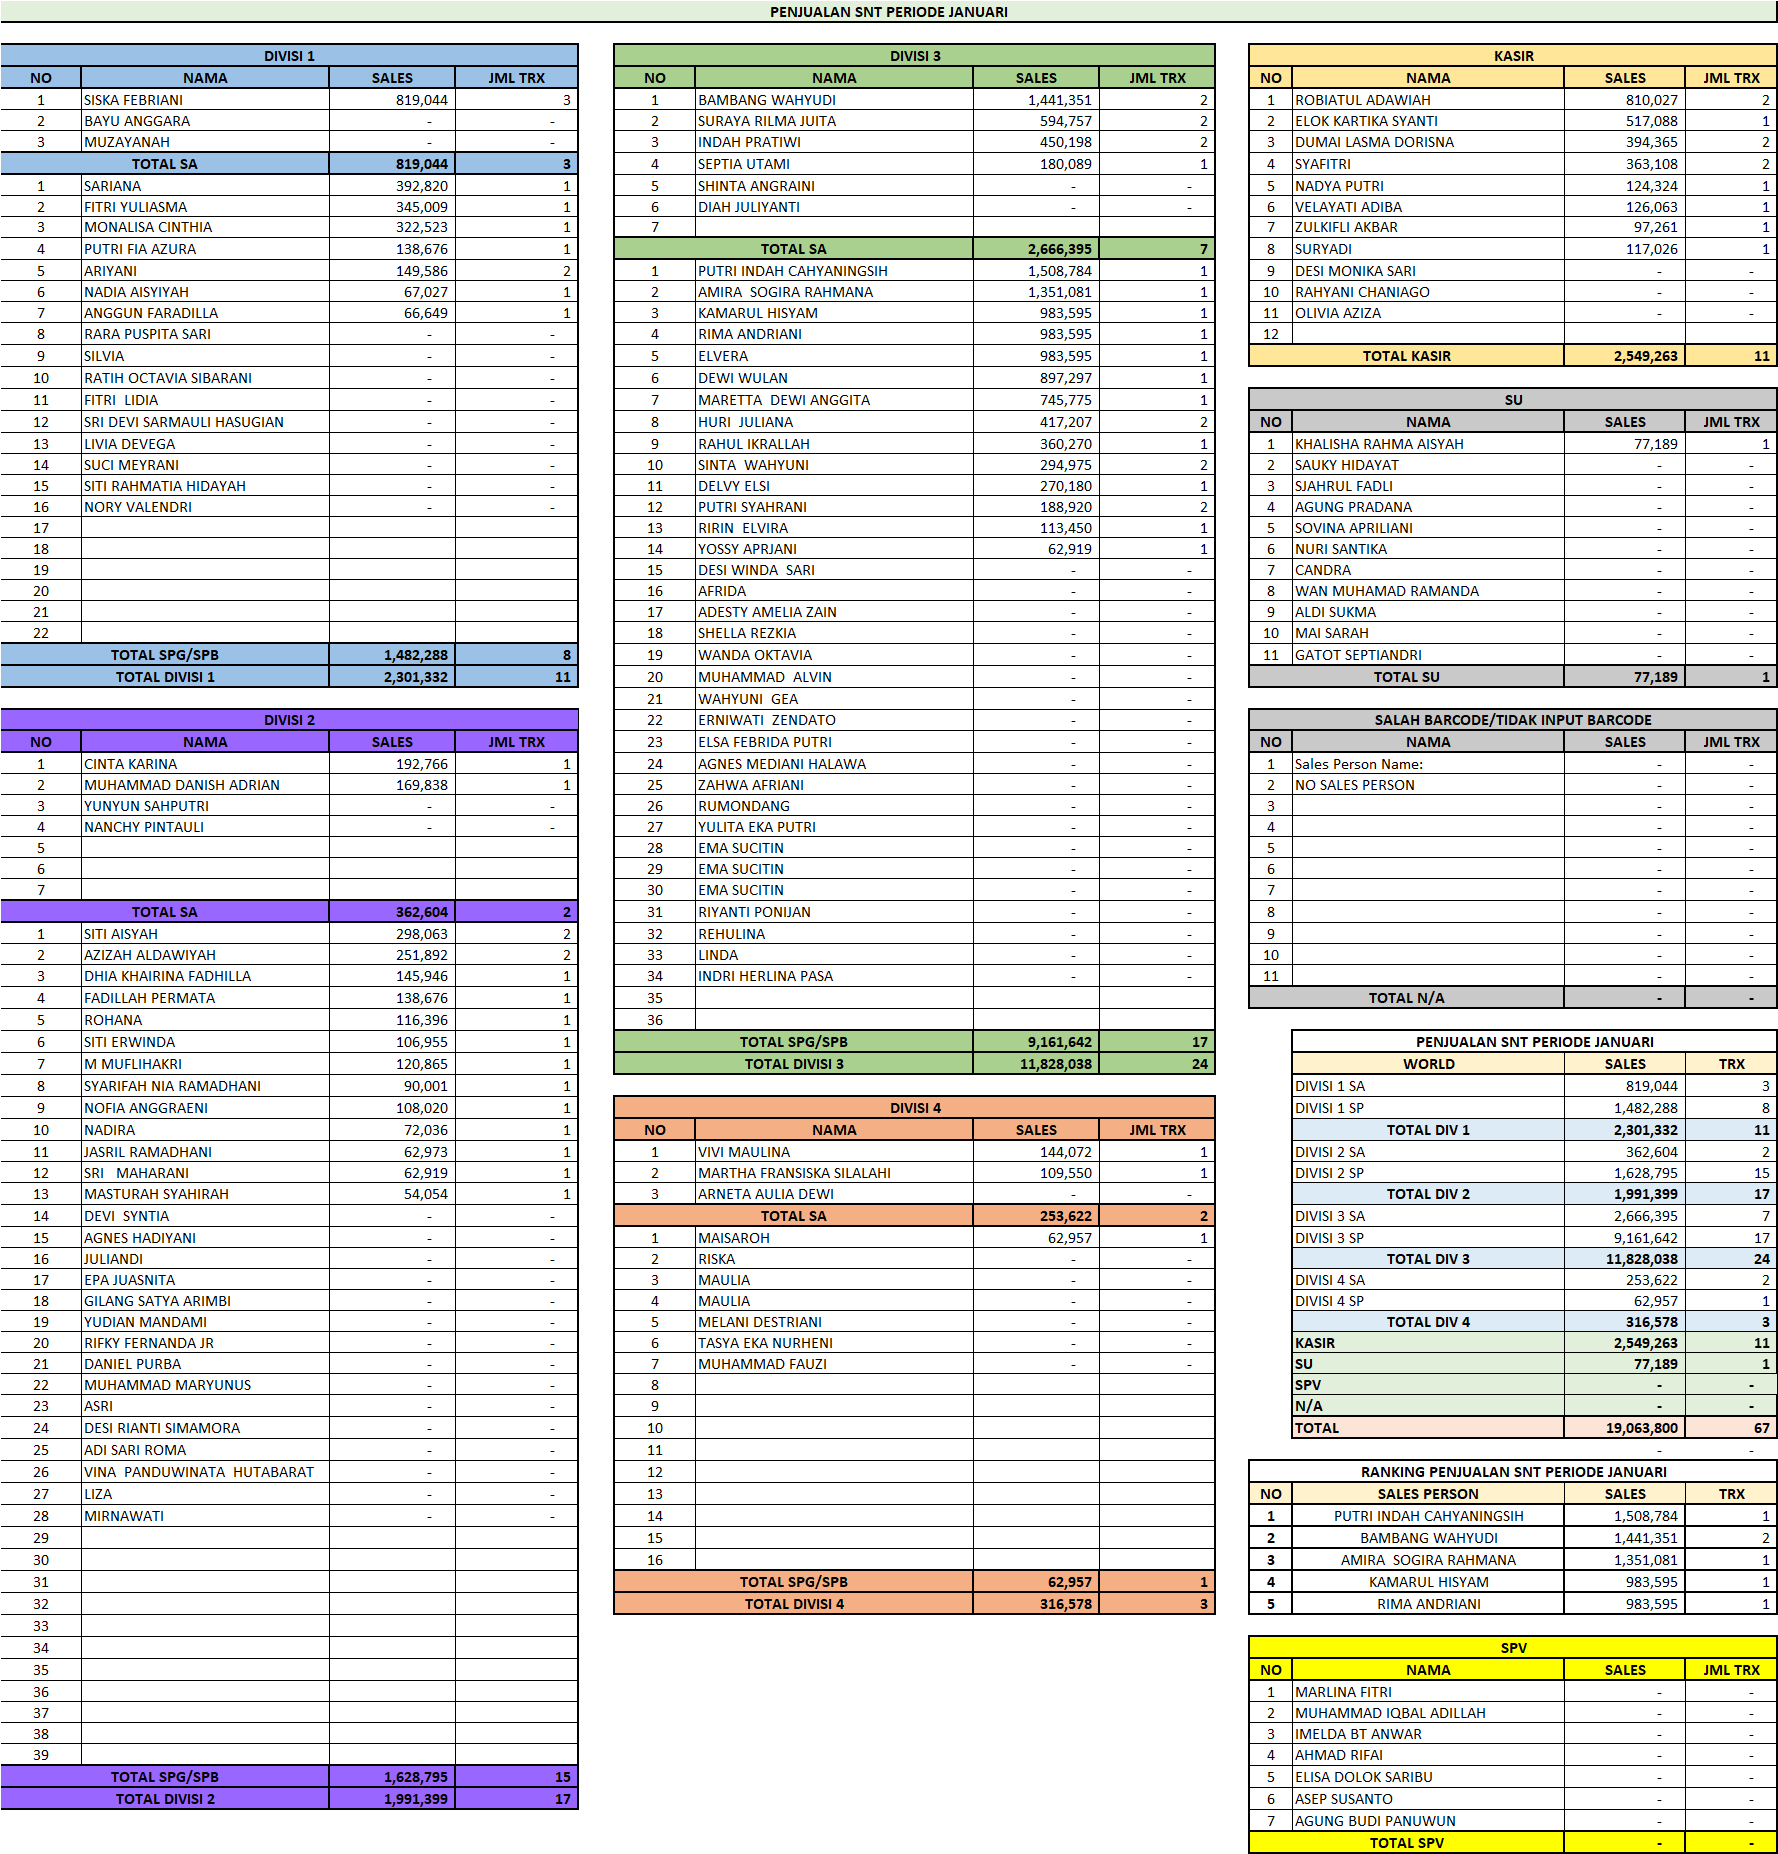 PENJUALAN SNT PERIODE JANUARI
DIVISI 1
NO NAMA SALES JML TRX
1 SISKA FEBRIANI 819,044 3
2 BAYU ANGGARA - -
3 MUZAYANAH - -
TOTAL SA 819,044 3
1 SARIANA 392,820 1
2 FITRI YULIASMA 345,009 1
3 MONALISA CINTHIA 322,523 1
4 PUTRI FIA AZURA 138,676 1
5 ARIYANI 149,586 2
6 NADIA AISYIYAH 67,027 1
7 ANGGUN FARADILLA 66,649 1
8 RARA PUSPITA SARI - -
9 SILVIA - -
10 RATIH OCTAVIA SIBARANI - -
11 FITRI LIDIA - -
12 SRI DEVI SARMAULI HASUGIAN - -
13 LIVIA DEVEGA - -
14 SUCI MEYRANI - -
15 SITI RAHMATIA HIDAYAH - -
16 NORY VALENDRI - -
17
18
19
20
21
22
TOTAL SPG/SPB 1,482,288 8
TOTAL DIVISI 1 2,301,332 11
DIVISI 2
NO NAMA SALES JML TRX
1 CINTA KARINA 192,766 1
2 MUHAMMAD DANISH ADRIAN 169,838 1
3 YUNYUN SAHPUTRI - -
4 NANCHY PINTAULI - -
5
6
7
TOTAL SA 362,604 2
1 SITI AISYAH 298,063 2
2 AZIZAH ALDAWIYAH 251,892 2
3 DHIA KHAIRINA FADHILLA 145,946 1
4 FADILLAH PERMATA 138,676 1
5 ROHANA 116,396 1
6 SITI ERWINDA 106,955 1
7 M MUFLIHAKRI 120,865 1
8 SYARIFAH NIA RAMADHANI 90,001 1
9 NOFIA ANGGRAENI 108,020 1
10 NADIRA 72,036 1
11 JASRIL RAMADHANI 62,973 1
12 SRI MAHARANI 62,919 1
13 MASTURAH SYAHIRAH 54,054 1
14 DEVI SYNTIA - -
15 AGNES HADIYANI - -
16 JULIANDI - -
17 EPA JUASNITA - -
18 GILANG SATYA ARIMBI - -
19 YUDIAN MANDAMI - -
20 RIFKY FERNANDA JR - -
21 DANIEL PURBA - -
22 MUHAMMAD MARYUNUS - -
23 ASRI - -
24 DESI RIANTI SIMAMORA - -
25 ADI SARI ROMA - -
26 VINA PANDUWINATA HUTABARAT - -
27 LIZA - -
28 MIRNAWATI - -
29
30
31
32
33
34
35
36
37
38
39
TOTAL SPG/SPB 1,628,795 15
TOTAL DIVISI 2 1,991,399 17
DIVISI 3
NO NAMA SALES JML TRX
1 BAMBANG WAHYUDI 1,441,351 2
2 SURAYA RILMA JUITA 594,757 2
3 INDAH PRATIWI 450,198 2
4 SEPTIA UTAMI 180,089 1
5 SHINTA ANGRAINI - -
6 DIAH JULIYANTI - -
7
TOTAL SA 2,666,395 7
1 PUTRI INDAH CAHYANINGSIH 1,508,784 1
2 AMIRA SOGIRA RAHMANA 1,351,081 1
3 KAMARUL HISYAM 983,595 1
4 RIMA ANDRIANI 983,595 1
5 ELVERA 983,595 1
6 DEWI WULAN 897,297 1
7 MARETTA DEWI ANGGITA 745,775 1
8 HURI JULIANA 417,207 2
9 RAHUL IKRALLAH 360,270 1
10 SINTA WAHYUNI 294,975 2
11 DELVY ELSI 270,180 1
12 PUTRI SYAHRANI 188,920 2
13 RIRIN ELVIRA 113,450 1
14 YOSSY APRJANI 62,919 1
15 DESI WINDA SARI - -
16 AFRIDA - -
17 ADESTY AMELIA ZAIN - -
18 SHELLA REZKIA - -
19 WANDA OKTAVIA - -
20 MUHAMMAD ALVIN - -
21 WAHYUNI GEA - -
22 ERNIWATI ZENDATO - -
23 ELSA FEBRIDA PUTRI - -
24 AGNES MEDIANI HALAWA - -
25 ZAHWA AFRIANI - -
26 RUMONDANG - -
27 YULITA EKA PUTRI - -
28 EMA SUCITIN - -
29 EMA SUCITIN - -
30 EMA SUCITIN - -
31 RIYANTI PONIJAN - -
32 REHULINA - -
33 LINDA - -
34 INDRI HERLINA PASA - -
35
36
TOTAL SPG/SPB 9,161,642 17
TOTAL DIVISI 3 11,828,038 24
DIVISI 4
NO NAMA SALES JML TRX
1 VIVI MAULINA 144,072 1
2 MARTHA FRANSISKA SILALAHI 109,550 1
3 ARNETA AULIA DEWI - -
TOTAL SA 253,622 2
1 MAISAROH 62,957 1
2 RISKA - -
3 MAULIA - -
4 MAULIA - -
5 MELANI DESTRIANI - -
6 TASYA EKA NURHENI - -
7 MUHAMMAD FAUZI - -
8
9
10
11
12
13
14
15
16
TOTAL SPG/SPB 62,957 1
TOTAL DIVISI 4 316,578 3
KASIR
NO NAMA SALES JML TRX
1 ROBIATUL ADAWIAH 810,027 2
2 ELOK KARTIKA SYANTI 517,088 1
3 DUMAI LASMA DORISNA 394,365 2
4 SYAFITRI 363,108 2
5 NADYA PUTRI 124,324 1
6 VELAYATI ADIBA 126,063 1
7 ZULKIFLI AKBAR 97,261 1
8 SURYADI 117,026 1
9 DESI MONIKA SARI - -
10 RAHYANI CHANIAGO - -
11 OLIVIA AZIZA - -
12
TOTAL KASIR 2,549,263 11
SU
NO NAMA SALES JML TRX
1 KHALISHA RAHMA AISYAH 77,189 1
2 SAUKY HIDAYAT - -
3 SJAHRUL FADLI - -
4 AGUNG PRADANA - -
5 SOVINA APRILIANI - -
6 NURI SANTIKA - -
7 CANDRA - -
8 WAN MUHAMAD RAMANDA - -
9 ALDI SUKMA - -
10 MAI SARAH - -
11 GATOT SEPTIANDRI - -
TOTAL SU 77,189 1
SALAH BARCODE/TIDAK INPUT BARCODE
NO NAMA SALES JML TRX
1 Sales Person Name: - -
2 NO SALES PERSON - -
3 - -
4 - -
5 - -
6 - -
7 - -
8 - -
9 - -
10 - -
11 - -
TOTAL N/A - -
PENJUALAN SNT PERIODE JANUARI
WORLD SALES TRX
DIVISI 1 SA 819,044 3
DIVISI 1 SP 1,482,288 8
TOTAL DIV 1 2,301,332 11
DIVISI 2 SA 362,604 2
DIVISI 2 SP 1,628,795 15
TOTAL DIV 2 1,991,399 17
DIVISI 3 SA 2,666,395 7
DIVISI 3 SP 9,161,642 17
TOTAL DIV 3 11,828,038 24
DIVISI 4 SA 253,622 2
DIVISI 4 SP 62,957 1
TOTAL DIV 4 316,578 3
KASIR 2,549,263 11
SU 77,189 1
SPV - -
N/A - -
TOTAL 19,063,800 67
- -
RANKING PENJUALAN SNT PERIODE JANUARI
NO SALES PERSON SALES TRX
1 PUTRI INDAH CAHYANINGSIH 1,508,784 1
2 BAMBANG WAHYUDI 1,441,351 2
3 AMIRA SOGIRA RAHMANA 1,351,081 1
4 KAMARUL HISYAM 983,595 1
5 RIMA ANDRIANI 983,595 1
SPV
NO NAMA SALES JML TRX
1 MARLINA FITRI - -
2 MUHAMMAD IQBAL ADILLAH - -
3 IMELDA BT ANWAR - -
4 AHMAD RIFAI - -
5 ELISA DOLOK SARIBU - -
6 ASEP SUSANTO - -
7 AGUNG BUDI PANUWUN - -
TOTAL SPV - -